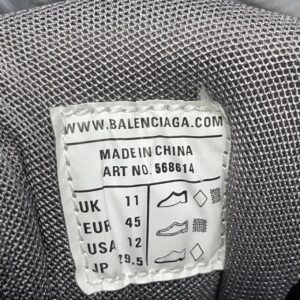 WWW.BALENCIAGA.COM
MADE IN CHINA
ART NO. 568614
UK 11
EUR 45
USA 12
JP 29.5